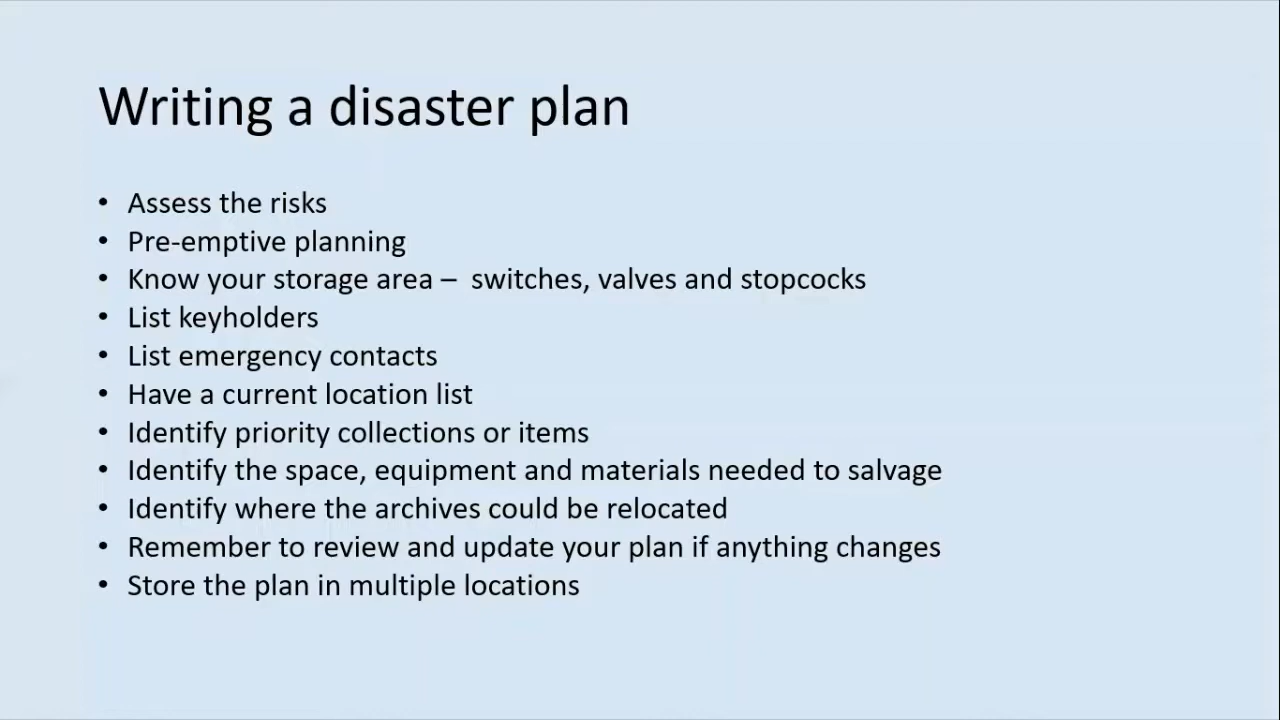 Writing a disaster plan
• Assess the risks
• Pre-emptive planning
• Know your storage area –  switches, valves and stopcocks
• List keyholders
• List emergency contacts
• Have a current location list
• Identify priority collections or items
• Identify the space, equipment and materials needed to salvage
• Identify where the archives could be relocated
• Remember to review and update your plan if anything changes
• Store the plan in multiple locations